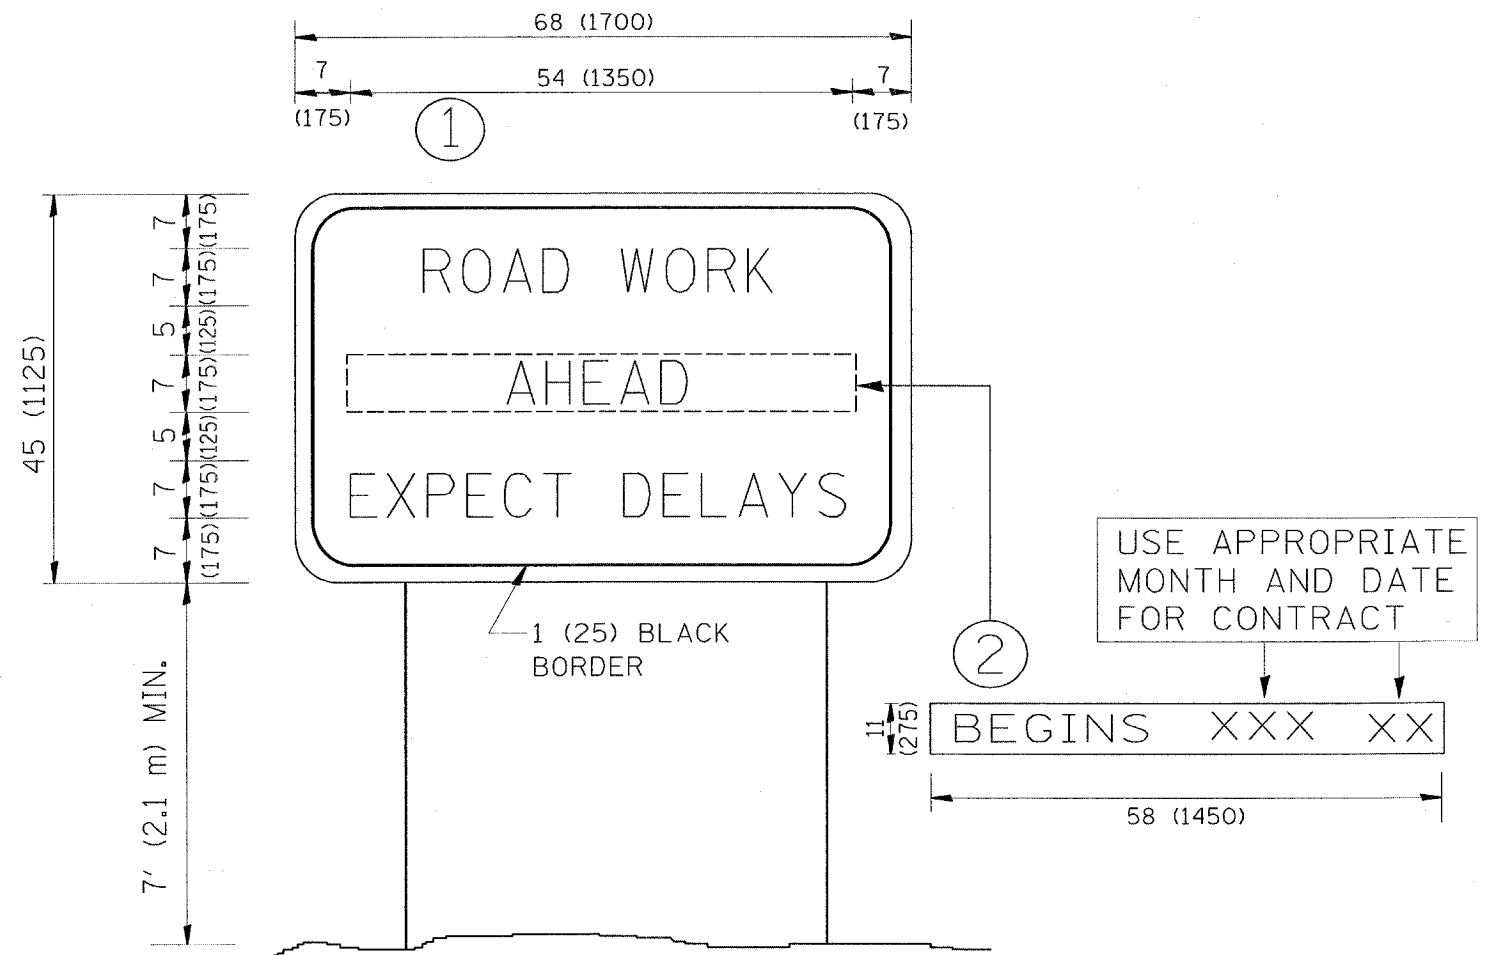 68 (1700)
7
54 (1350)
7
(175)
(175)
1
45 (1125)
7
(175)
7
(175)
5
(125)
7
(175)
5
(125)
7
(175)
7
(175)
ROAD WORK
AHEAD
EXPECT DELAYS
7' (2.1 m) MIN.
1 (25) BLACK
BORDER
2
USE APPROPRIATE
MONTH AND DATE
FOR CONTRACT
11
(275)
BEGINS XXX XX
58 (1450)